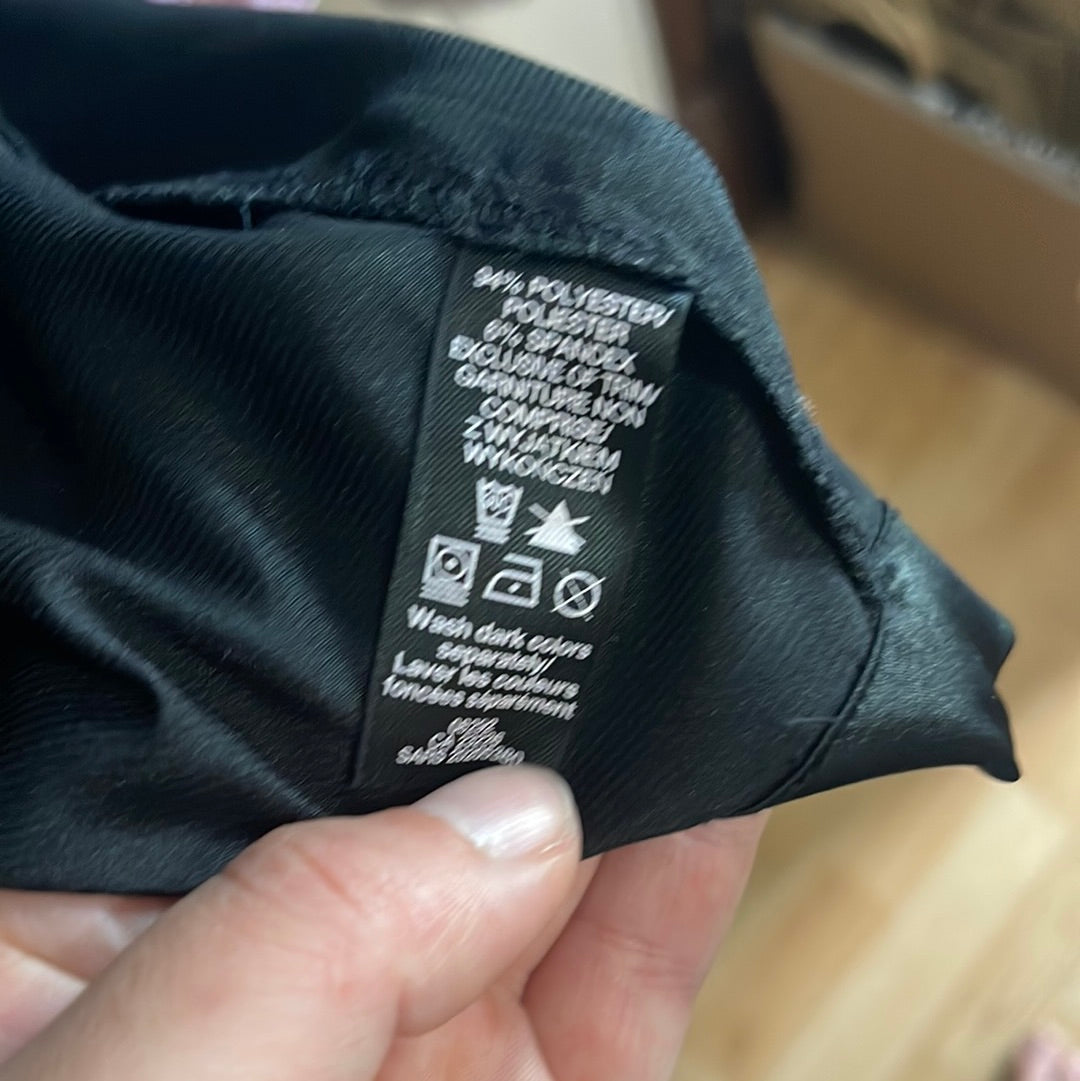 94% POLYESTER/
POLIESTER
6% SPANDEX
EXCLUSIVE OF TRIM/
GARNITURE NON
COMPRISE/
Z WYJĄTKIEM
WYKOŃCZEŃ
Wash dark colors
separately/
Laver les couleurs
foncées séparément
CA